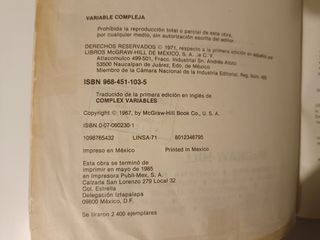 VARIABLE COMPLEJA
Prohibida la reproducción total o parcial de esta obra,
por cualquier medio, sin autorización escrita del editor.
DERECHOS RESERVADOS © 1971, respecto a la primera edición en español por
LIBROS McGRAW-HILL DE MÉXICO, S. A. de C. V.
Atlacomulco 499-501, Fracc. Industrial Sn. Andrés Atoto
53500 Naucalpan de Juárez, Edo. de México
Miembro de la Cámara Nacional de la Industria Editorial, Reg. Núm. 465
ISBN 968-451-103-5
Traducido de la primera edición en inglés de
COMPLEX VARIABLES
Copyright © 1967, by McGraw-Hill Book Co., U. S. A.
ISBN 0-07-060230-1
1098765432 LINSA-71 8012346795
Impreso en México Printed in Mexico
Esta obra se terminó de
imprimir en mayo de 1985
en Impresora Publi-Mex, S. A.
Calzada San Lorenzo 279 Local 32
Col. Estrella
Delegación Iztapalapa
09800 México, D.F.
Se tiraron 2 400 ejemplares